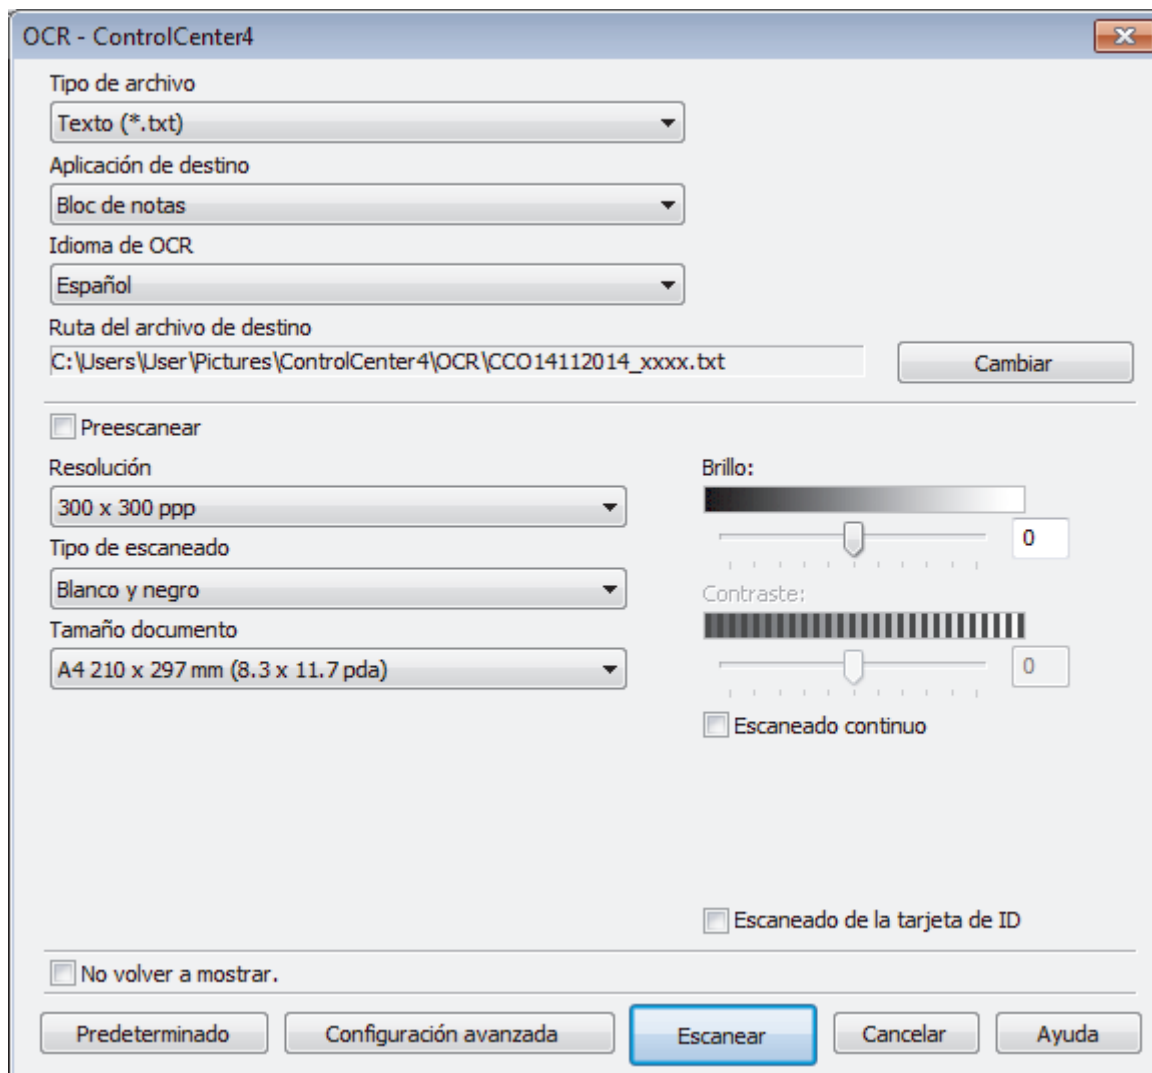 OCR - ControlCenter4
Tipo de archivo
Texto (*.txt)
Aplicación de destino
Bloc de notas
Idioma de OCR
Español
Ruta del archivo de destino
C:\Users\User\Pictures\ControlCenter4\OCR\CCO14112014_xxxx.txt
Cambiar
Preescanear
Resolución
300 x 300 ppp
Tipo de escaneado
Blanco y negro
Tamaño documento
A4 210 x 297 mm (8.3 x 11.7 pda)
Brillo:
0
Contraste:
0
Escaneado continuo
Escaneado de la tarjeta de ID
No volver a mostrar.
Predeterminado
Configuración avanzada
Escanear
Cancelar
Ayuda